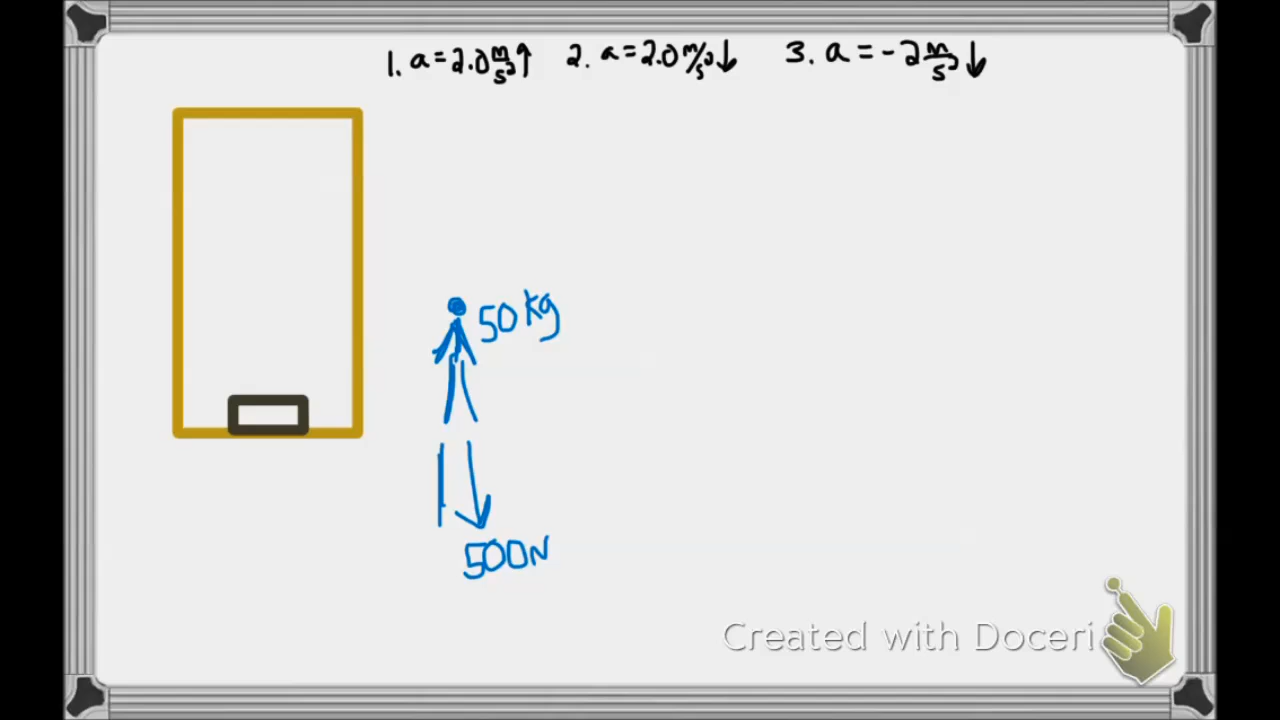 1. a = 2.0 m/s² ↑ 2. a = 2.0 m/s² ↓ 3. a = -2 m/s² ↓
50 kg
500N
Created with Doceri